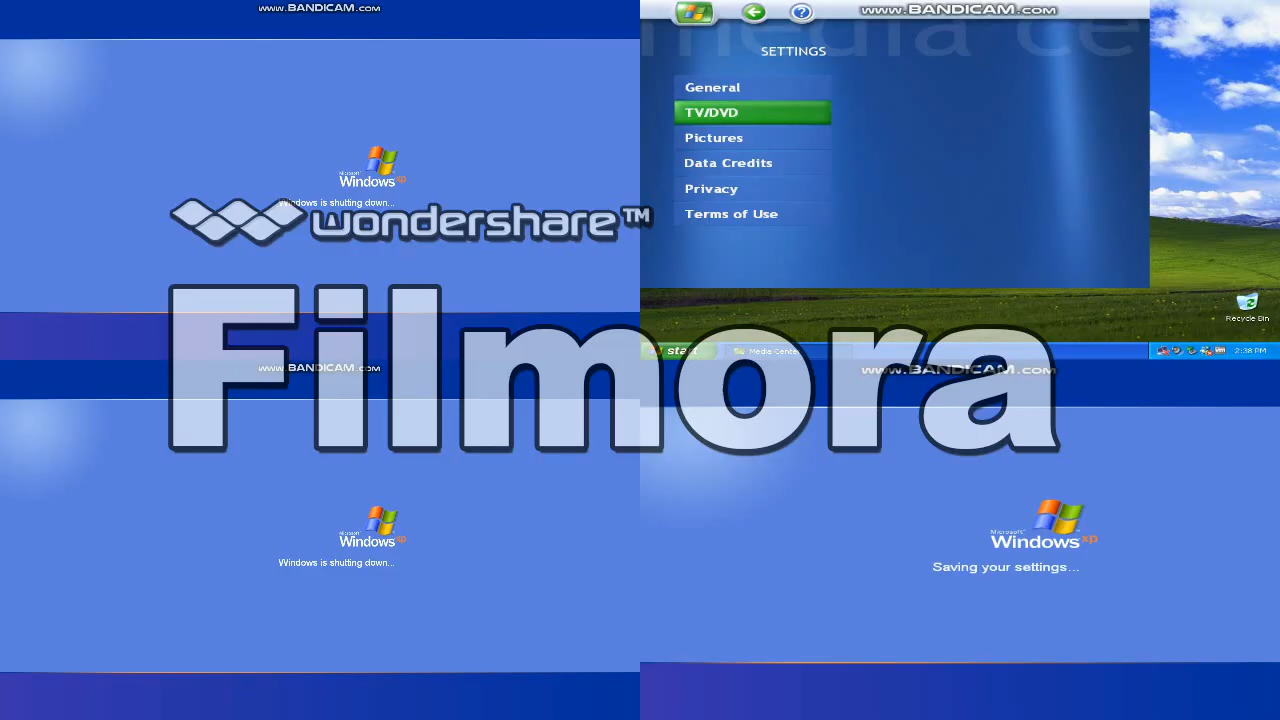 www.BANDICAM.com
Microsoft
Windows xp
Windows is shutting down...
www.BANDICAM.com
media ce
SETTINGS
General
TV/DVD
Pictures
Data Credits
Privacy
Terms of Use
Recycle Bin
start
Media Center
2:38 PM
wondershare™
Filmora
www.BANDICAM.com
Microsoft
Windows xp
Windows is shutting down...
www.BANDICAM.com
Microsoft
Windows xp
Saving your settings...